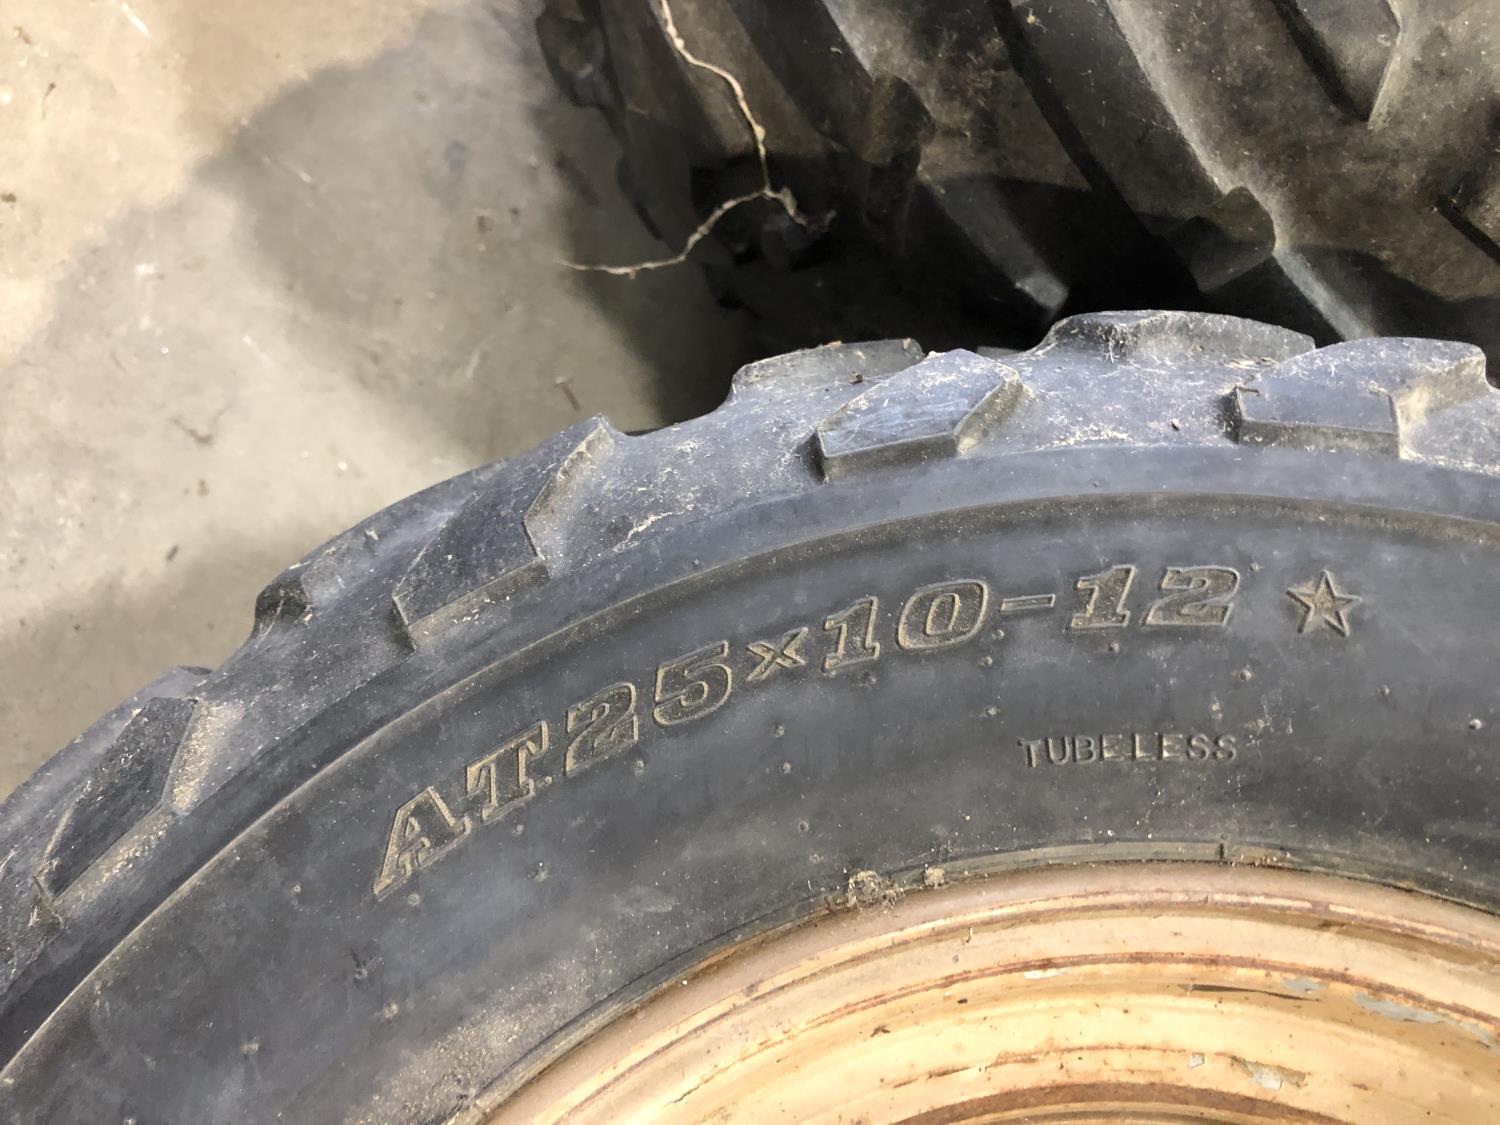 AT25x10-12 ★
TUBELESS